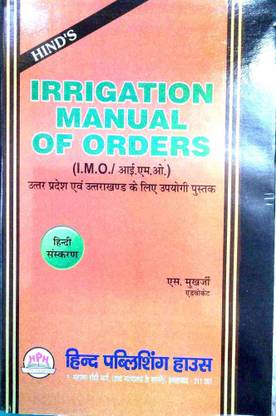 HIND'S
IRRIGATION
MANUAL
OF ORDERS
(I.M.O./ आई.एम.ओ.)
उत्तर प्रदेश एवं उत्तराखण्ड के लिए उपयोगी पुस्तक
एस. मुखर्जी
एडवोकेट
हिन्दी
संस्करण
HPH
हिन्द पब्लिशिंग हाउस